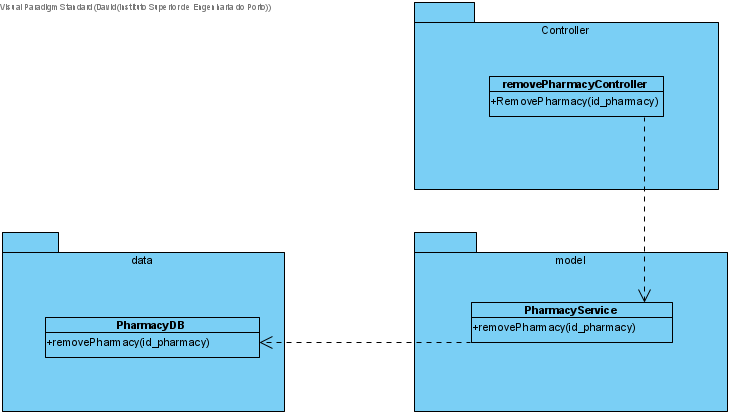 Visual Paradigm Standard (David(Instituto Superior de Engenharia do Porto))
Controller
removePharmacyController
+RemovePharmacy(id_pharmacy)
data
PharmacyDB
+removePharmacy(id_pharmacy)
model
PharmacyService
+removePharmacy(id_pharmacy)